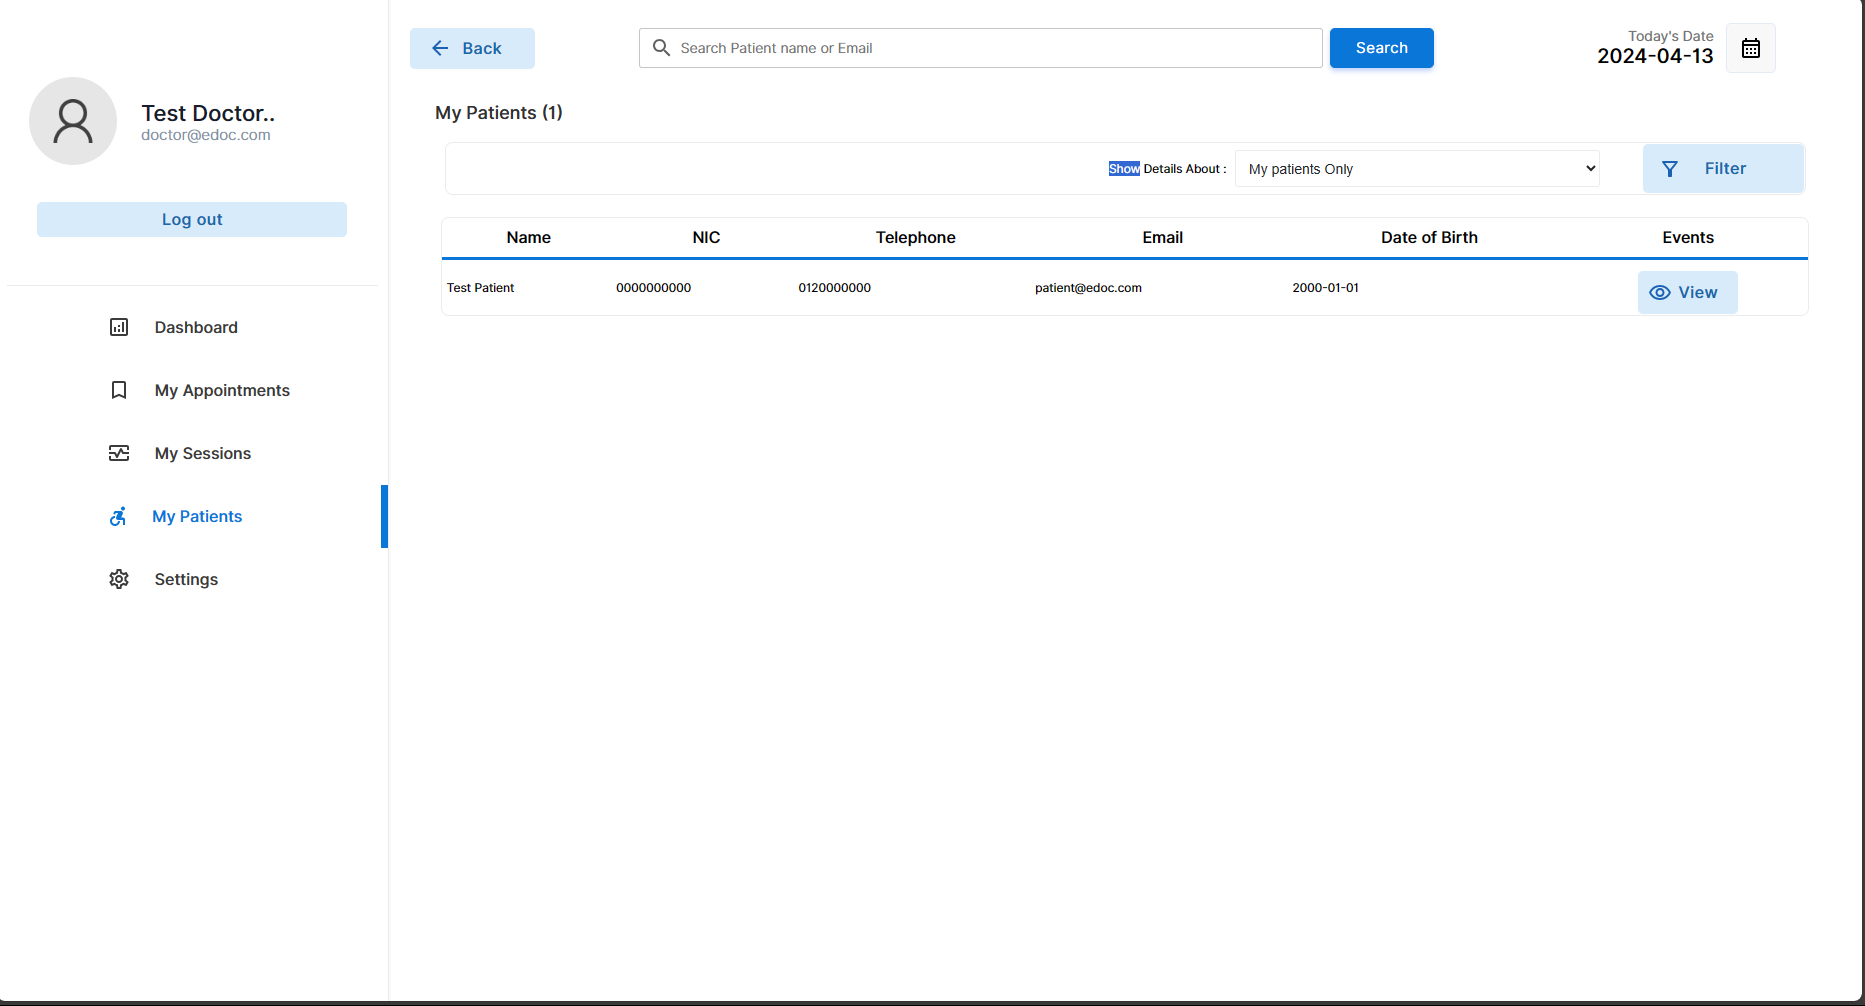 Test Doctor..
doctor@edoc.com
Log out
Dashboard
My Appointments
My Sessions
My Patients
Settings
Back
Search Patient name or Email
Search
Today's Date
2024-04-13
My Patients (1)
Show Details About : My patients Only Filter
Name NIC Telephone Email Date of Birth Events
Test Patient 0000000000 0120000000 patient@edoc.com 2000-01-01 View